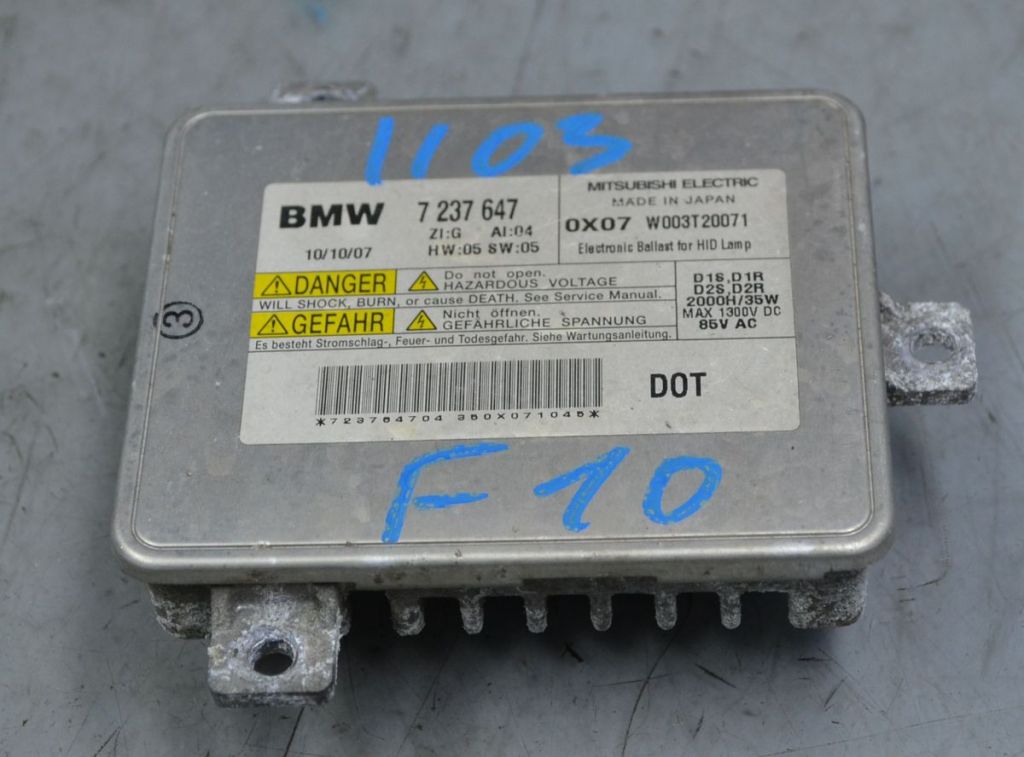 1103
BMW 7 237 647
ZI:G AI:04
10/10/07 HW:05 SW:05
MITSUBISHI ELECTRIC
MADE IN JAPAN
0X07 W003T20071
Electronic Ballast for HID Lamp
DANGER Do not open.
HAZARDOUS VOLTAGE
WILL SHOCK, BURN, or cause DEATH. See Service Manual.
GEFAHR Nicht öffnen.
GEFÄHRLICHE SPANNUNG
Es besteht Stromschlag-, Feuer- und Todesgefahr. Siehe Wartungsanleitung.
D1S,D1R
D2S,D2R
2000H/35W
MAX 1300V DC
85V AC
3
DOT
*723764704 350X071045*
F10